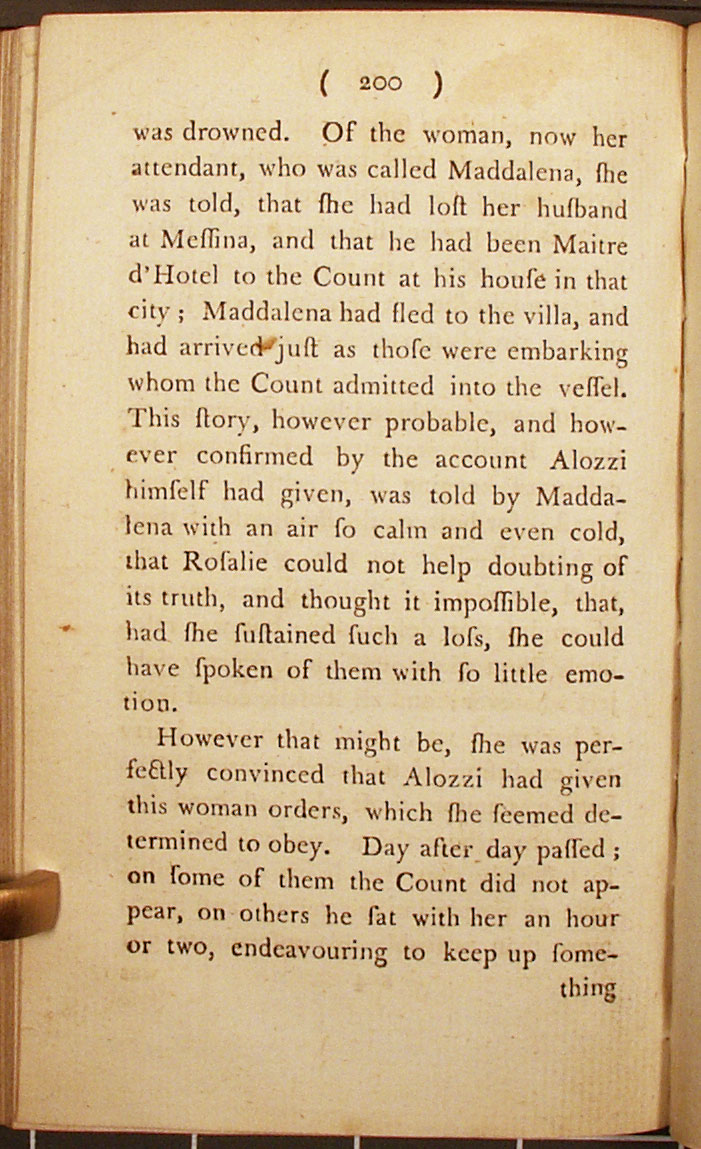 ( 200 )
was drowned. Of the woman, now her
attendant, who was called Maddalena, ſhe
was told, that ſhe had loſt her huſband
at Meſſina, and that he had been Maitre
d'Hotel to the Count at his houſe in that
city ; Maddalena had fled to the villa, and
had arrived juſt as thoſe were embarking
whom the Count admitted into the veſſel.
This ſtory, however probable, and how-
ever confirmed by the account Alozzi
himſelf had given, was told by Madda-
lena with an air ſo calm and even cold,
that Roſalie could not help doubting of
its truth, and thought it impoſſible, that,
had ſhe ſuſtained ſuch a loſs, ſhe could
have ſpoken of them with ſo little emo-
tion.
However that might be, ſhe was per-
fectly convinced that Alozzi had given
this woman orders, which ſhe ſeemed de-
termined to obey. Day after day paſſed ;
on ſome of them the Count did not ap-
pear, on others he ſat with her an hour
or two, endeavouring to keep up ſome-
thing